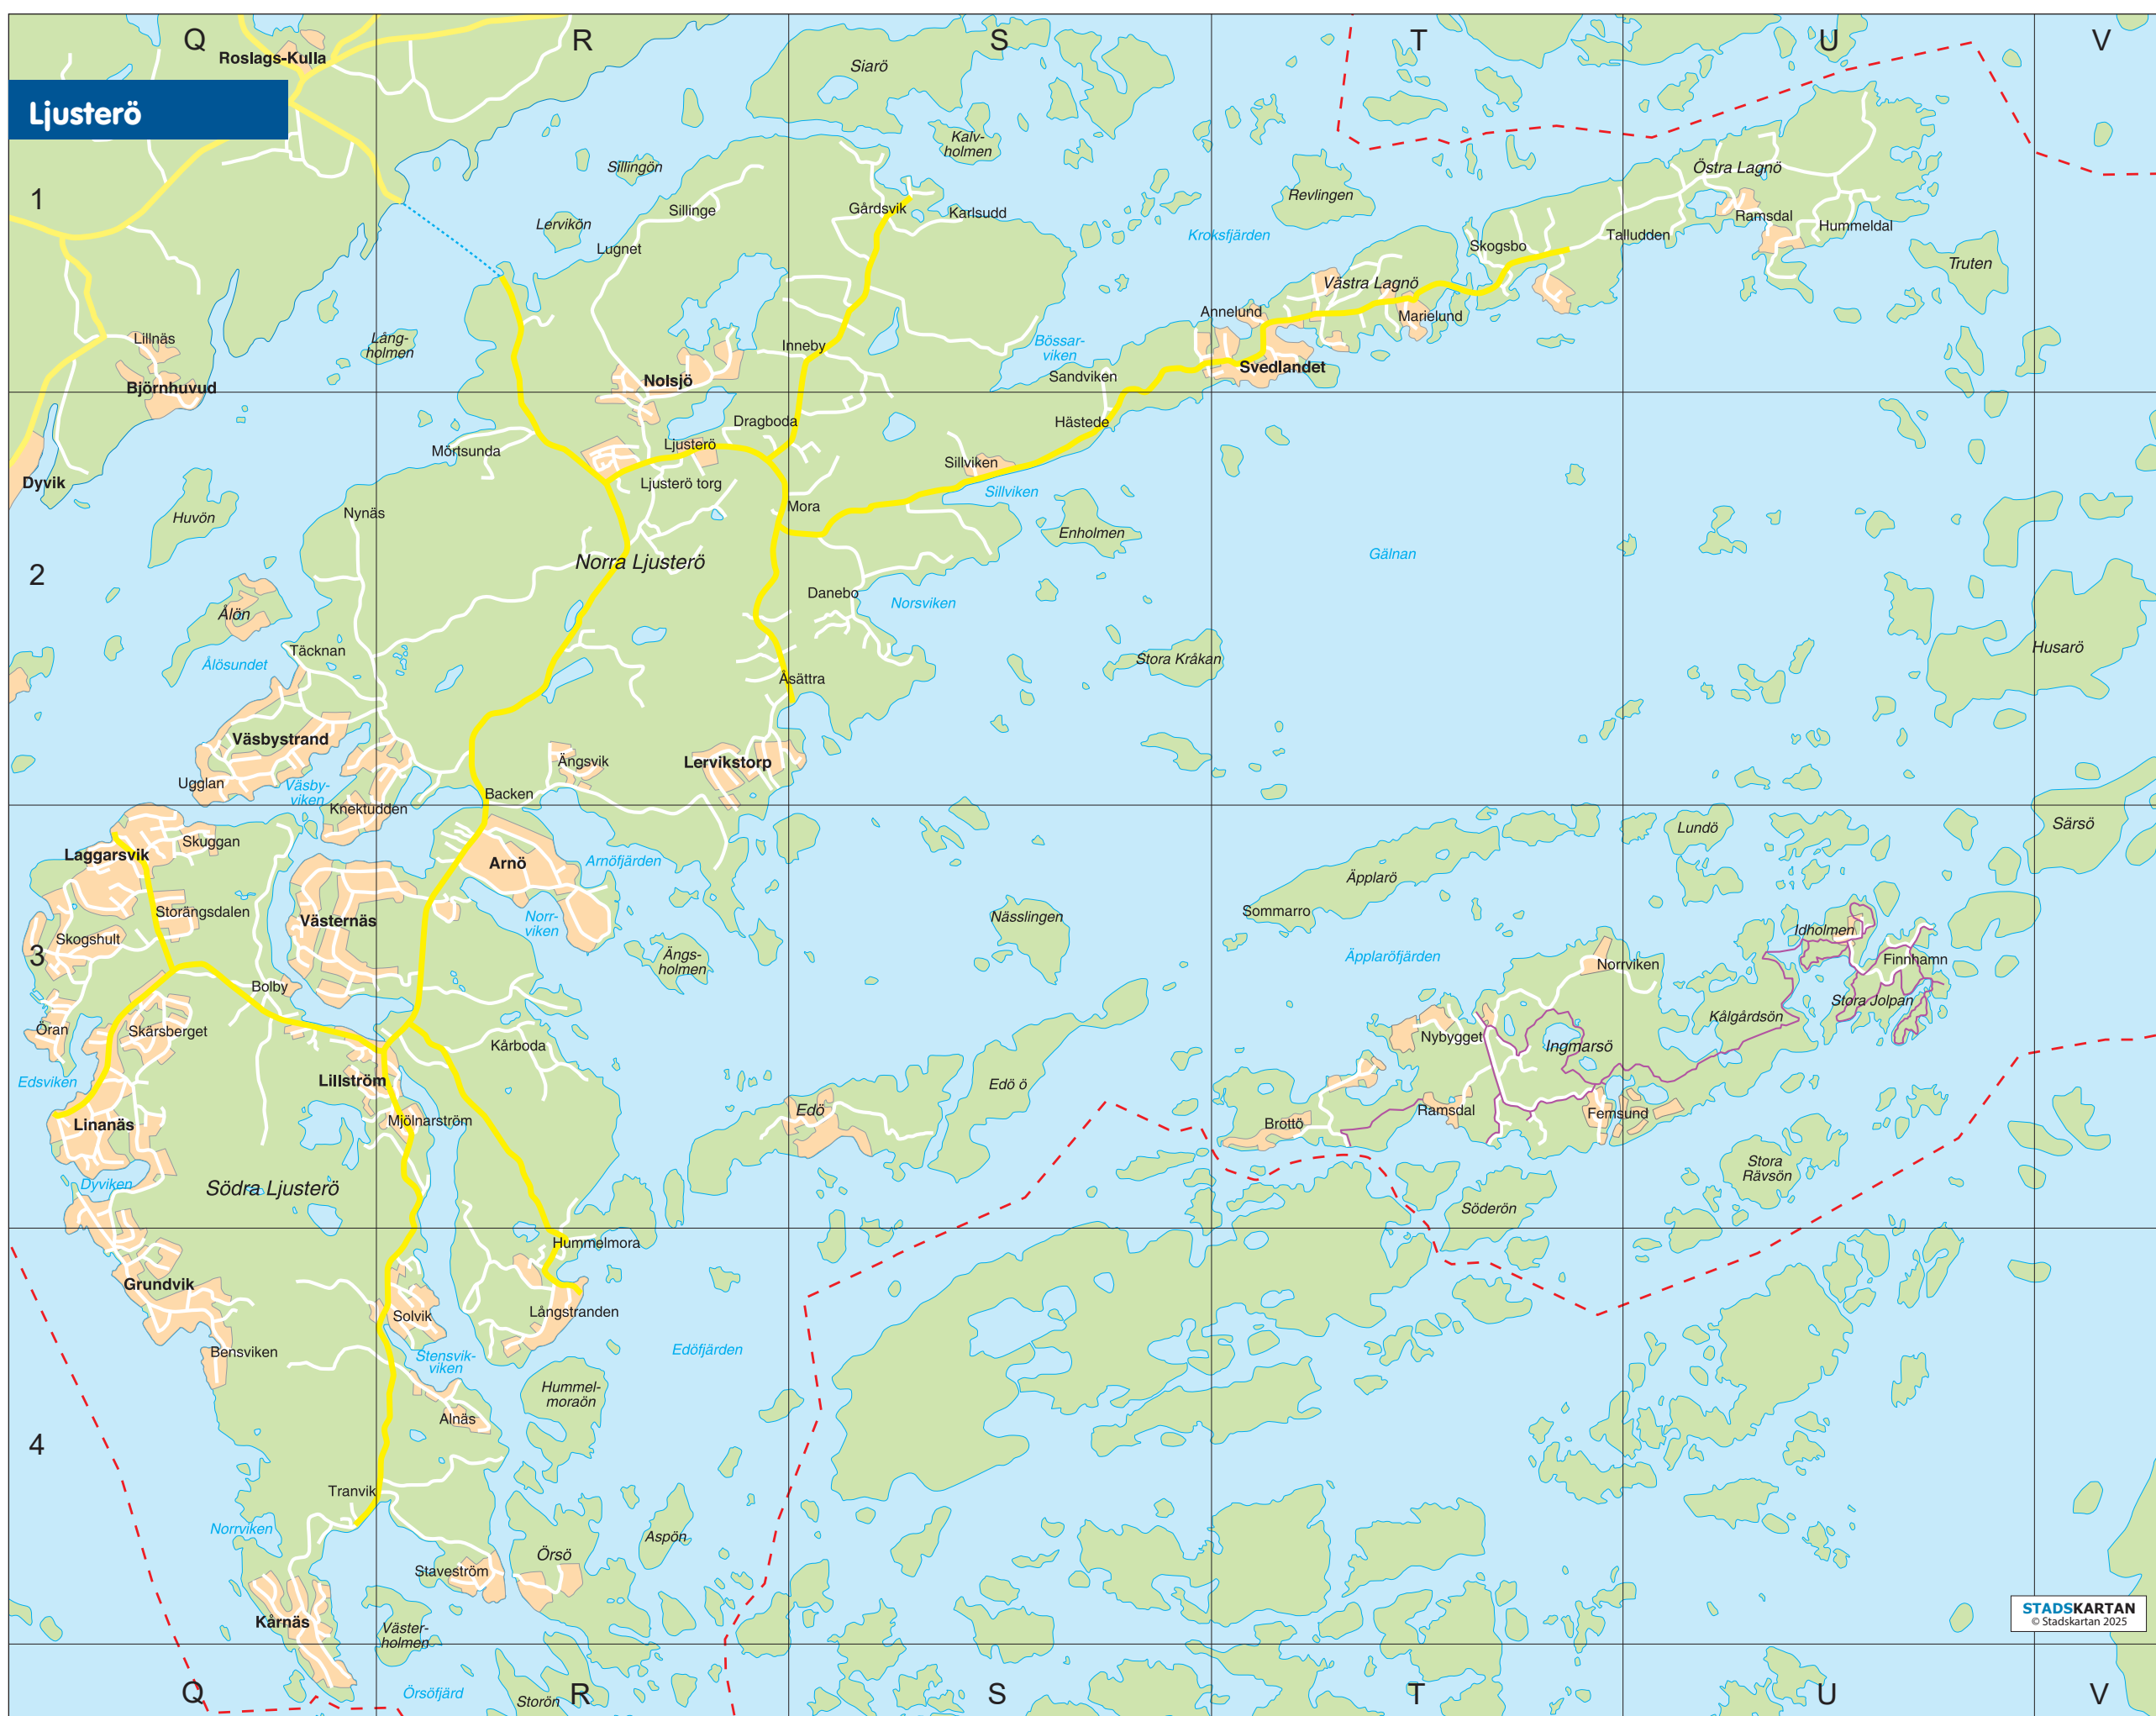 Q
R
S
T
U
V
Roslags-Kulla
Siarö
Ljusterö
Kalv-
holmen
Sillingön
Östra Lagnö
1
Revlingen
Sillinge
Gårdsvik
Karlsudd
Ramsdal
Lervikön
Hummeldal
Kroksfjärden
Talludden
Lugnet
Skogsbo
Truten
Västra Lagnö
Annelund
Marielund
Lillnäs
Lång-
holmen
Inneby
Bössar-
viken
Svedlandet
Sandviken
Nolsjö
Björnhuvud
Dragboda
Hästede
Ljusterö
Mörtsunda
Sillviken
Dyvik
Ljusterö torg
Sillviken
Mora
Nynäs
Huvön
Enholmen
Gälnan
Norra Ljusterö
2
Danebo
Norsviken
Ålön
Husarö
Täcknan
Stora Kråkan
Ålösundet
Åsättra
Väsbystrand
Ängsvik
Lervikstorp
Ugglan
Väsby-
viken
Backen
Knektudden
Lundö
Särsö
Skuggan
Laggarsvik
Arnö
Arnöfjärden
Äpplarö
Storängsdalen
Sommarro
Västernäs
Norr-
viken
Nässlingen
Idholmen
Skogshult
3
Ängs-
holmen
Äpplaröfjärden
Norrviken
Finnhamn
Bolby
Stora Jolpan
Kålgårdsön
Öran
Skärsberget
Nybygget
Ingmarsö
Kårboda
Edsviken
Lillström
Edö ö
Edö
Ramsdal
Femsund
Mjölnarström
Brottö
Linanäs
Stora
Rävsön
Dyviken
Södra Ljusterö
Söderön
Hummelmora
Grundvik
Långstranden
Solvik
Edöfjärden
Bensviken
Stensvik-
viken
Hummel-
moraön
Alnäs
4
Tranvik
Norrviken
Aspön
Örsö
Staveström
STADSKARTAN
© Stadskartan 2025
Kårnäs
Väster-
holmen
Örsöfjärd
Storön
Q
R
S
T
U
V